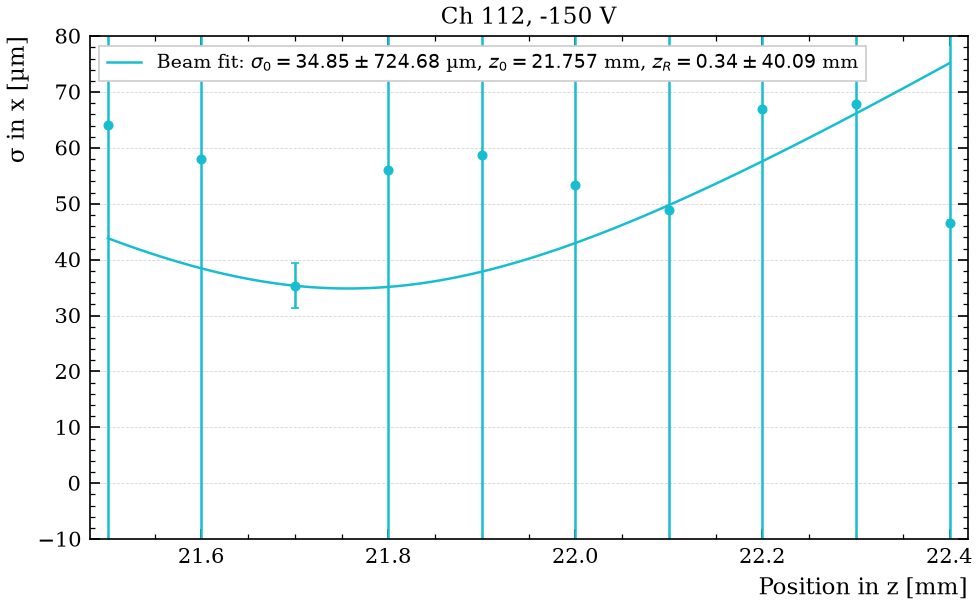 Ch 112, -150 V
Beam fit: σ₀ = 34.85 ± 724.68 µm, z₀ = 21.757 mm, z_R = 0.34 ± 40.09 mm
σ in x [µm]
80
70
60
50
40
30
20
10
0
−10
21.6 21.8 22.0 22.2 22.4
Position in z [mm]